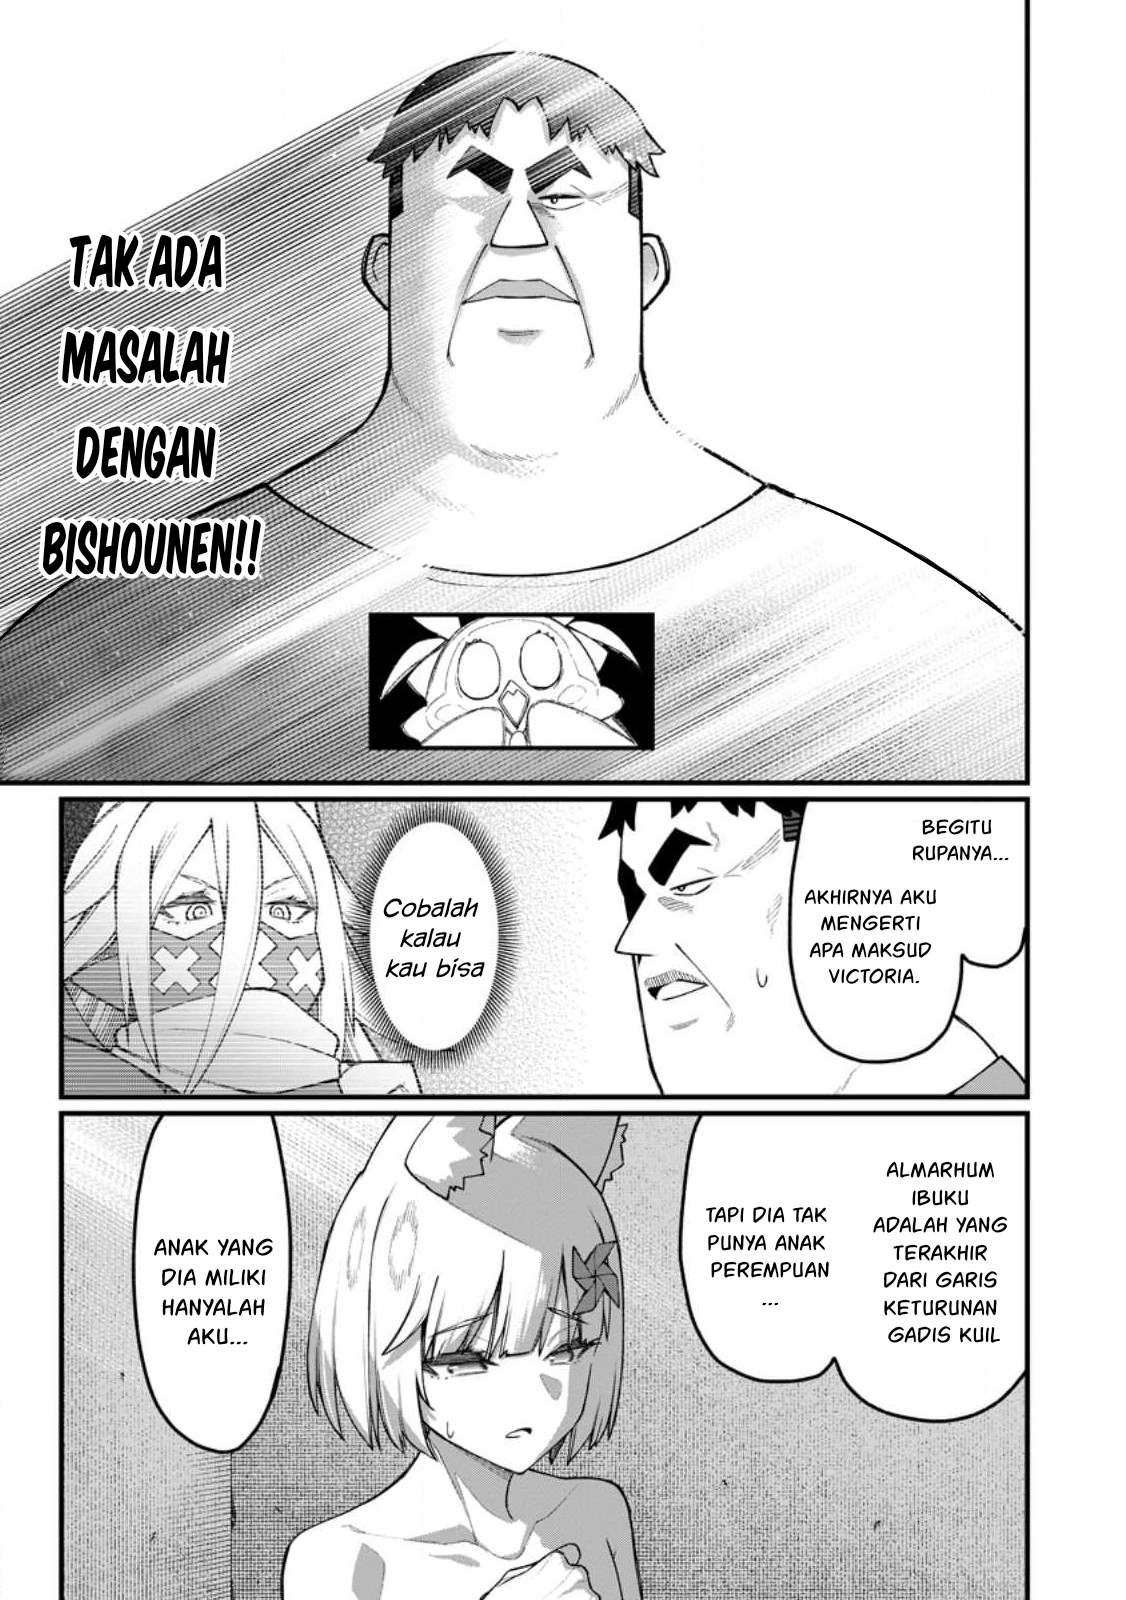 TAK ADA
MASALAH
DENGAN
BISHOUNEN!!
BEGITU
RUPANYA...
AKHIRNYA AKU
MENGERTI
APA MAKSUD
VICTORIA.
Cobalah
kalau
kau bisa
ALMARHUM
IBUKU
ADALAH YANG
TERAKHIR
DARI GARIS
KETURUNAN
GADIS KUIL
TAPI DIA TAK
PUNYA ANAK
PEREMPUAN
...
ANAK YANG
DIA MILIKI
HANYALAH
AKU...